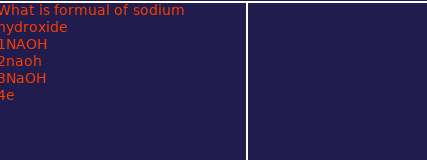 What is formual of sodium
hydroxide
1NAOH
2naoh
3NaOH
4e